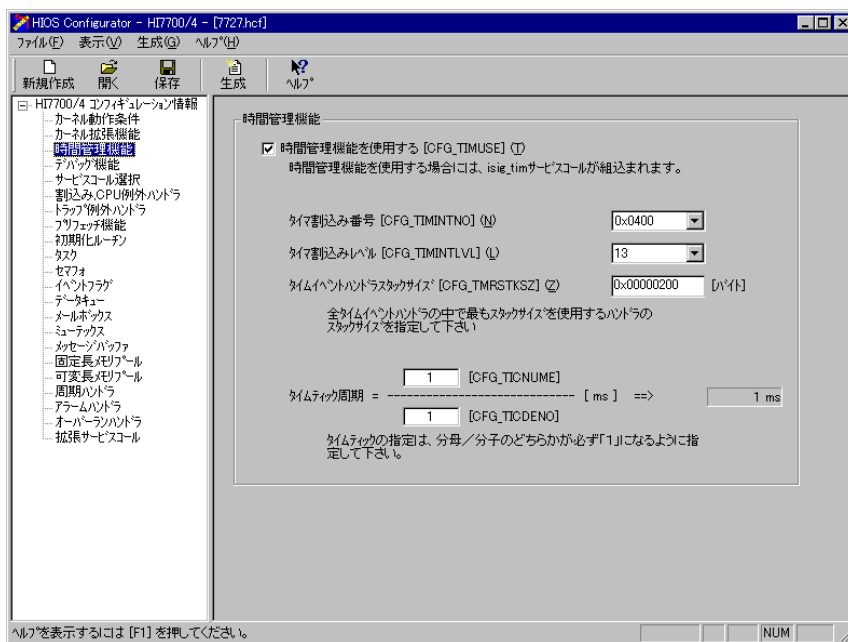 HIOS Configurator - HI7700/4 - [7727.hcf]
ファイル(F) 表示(V) 生成(G) ヘルプ(H)
新規作成 開く 保存 生成 ヘルプ
HI7700/4 コンフィギュレーション情報
カーネル動作条件
カーネル拡張機能
時間管理機能
デバッグ機能
サービスコール選択
割込み,CPU例外ハンドラ
トラップ例外ハンドラ
プリフェッチ機能
初期化ルーチン
タスク
セマフォ
イベントフラグ
データキュー
メールボックス
ミューテックス
メッセージバッファ
固定長メモリプール
可変長メモリプール
周期ハンドラ
アラームハンドラ
オーバーランハンドラ
拡張サービスコール
時間管理機能
時間管理機能を使用する [CFG_TIMUSE] (T)
時間管理機能を使用する場合には、isig_timサービスコールが組込まれます。
タイマ割込み番号 [CFG_TIMINTNO] (N) 0x0400
タイマ割込みレベル [CFG_TIMINTLVL] (L) 13
タイムイベントハンドラスタックサイズ [CFG_TMRSTKSZ] (Z) 0x00000200 [バイト]
全タイムイベントハンドラの中で最もスタックサイズを使用するハンドラの
スタックサイズを指定して下さい
1 [CFG_TICNUME]
タイムティック周期 = ---------------------------- [ ms ] ==> 1 ms
1 [CFG_TICDENO]
タイムティックの指定は、分母／分子のどちらかが必ず「1」になるように指
定して下さい。
ヘルプを表示するには [F1] を押してください。 NUM